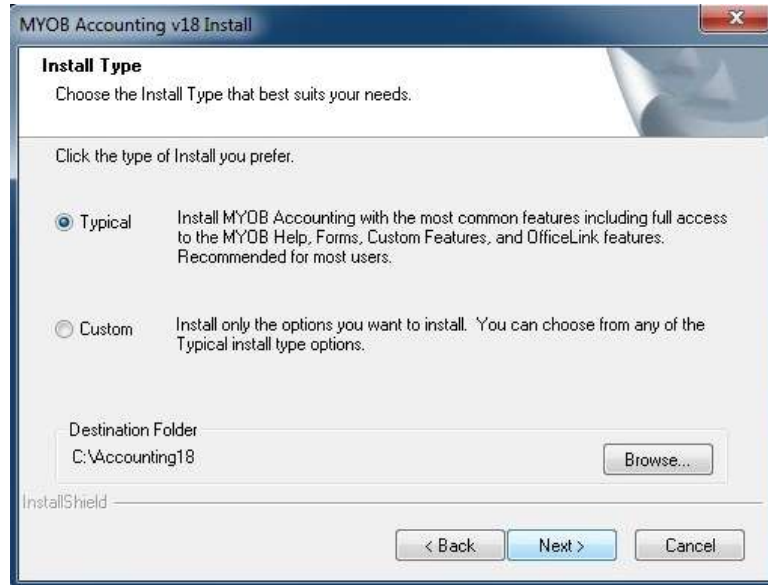 MYOB Accounting v18 Install
Install Type
Choose the Install Type that best suits your needs.
Click the type of Install you prefer.
Typical
Install MYOB Accounting with the most common features including full access
to the MYOB Help, Forms, Custom Features, and OfficeLink features.
Recommended for most users.
Custom
Install only the options you want to install. You can choose from any of the
Typical install type options.
Destination Folder
C:\Accounting18
Browse...
InstallShield
< Back
Next >
Cancel